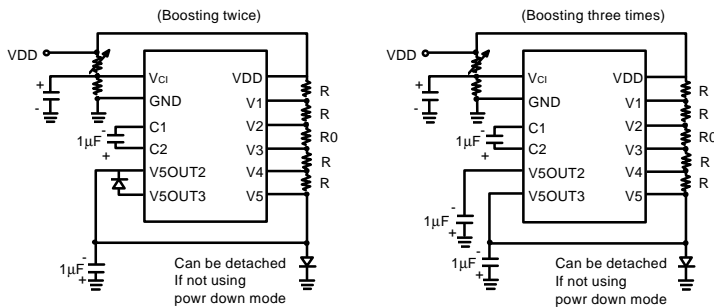 (Boosting twice)
VDD
+
-
VCI
GND
C1
C2
V5OUT2
V5OUT3
VDD
V1
V2
V3
V4
V5
R
R
R0
R
R
-
1µF
+
-
1µF
+
Can be detached
If not using
powr down mode
(Boosting three times)
VDD
+
-
VCI
GND
C1
C2
V5OUT2
V5OUT3
VDD
V1
V2
V3
V4
V5
R
R
R0
R
R
-
1µF
+
-
1µF
+
-
1µF
+
Can be detached
If not using
powr down mode